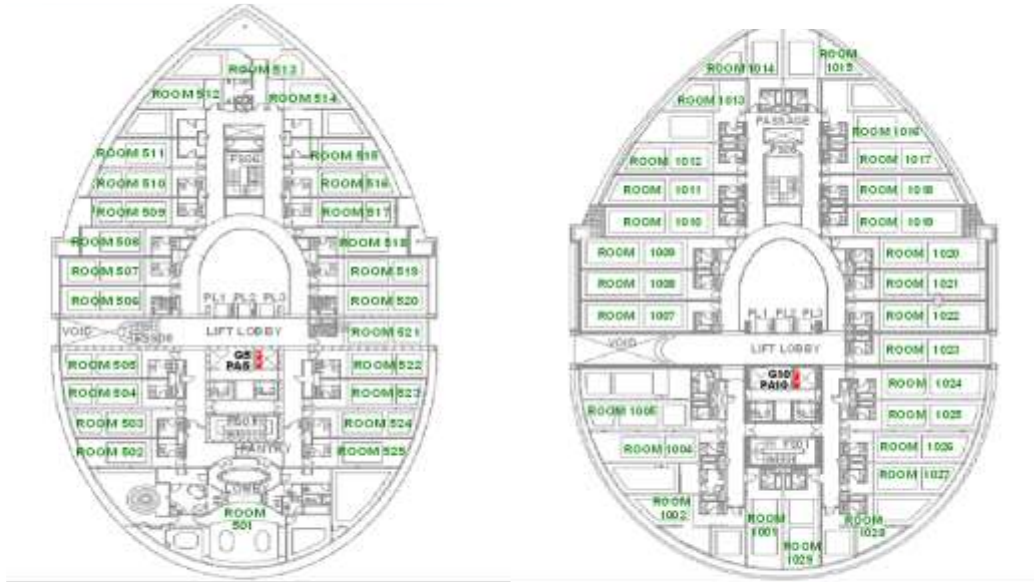 ROOM 513
ROOM 512
ROOM 514
ROOM 511
ROOM 515
ROOM 510
ROOM 516
ROOM 509
ROOM 517
ROOM 508
ROOM 518
ROOM 507
ROOM 519
ROOM 506
ROOM 520
PL1 PL2 PL3
VOID
LIFT LOBBY
ROOM 521
ROOM 505
G5
PA5
ROOM 522
ROOM 504
ROOM 523
ROOM 503
ROOM 524
ROOM 502
PANTRY
ROOM 525
ROOM
501
ROOM 1014
ROOM
1015
ROOM 1013
PASSAGE
ROOM 1016
ROOM 1012
ROOM 1017
ROOM 1011
ROOM 1018
ROOM 1010
ROOM 1019
ROOM 1009
ROOM 1020
ROOM 1008
ROOM 1021
ROOM 1007
PL1 PL2 PL3
ROOM 1022
VOID
LIFT LOBBY
ROOM 1023
G10
PA10
ROOM 1024
ROOM 1005
ROOM 1025
ROOM 1004
ROOM 1026
ROOM 1027
ROOM
1002
ROOM
1001
ROOM
1028
ROOM
1029